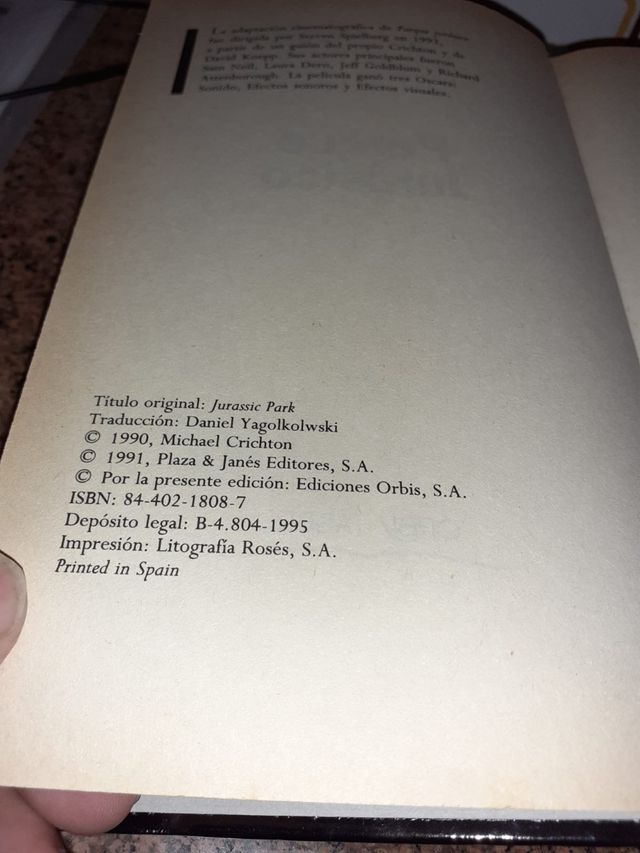 La adaptación cinematográfica de Parque jurási-
co, dirigida por Steven Spielberg en 1993,
a partir de un guión del propio Crichton y de
David Koepp. Sus actores principales fueron
Sam Neill, Laura Dern, Jeff Goldblum y Richard
Attenborough. La película ganó tres Oscars:
Sonido, Efectos sonoros y Efectos visuales.
Título original: Jurassic Park
Traducción: Daniel Yagolkolwski
© 1990, Michael Crichton
© 1991, Plaza & Janés Editores, S.A.
© Por la presente edición: Ediciones Orbis, S.A.
ISBN: 84-402-1808-7
Depósito legal: B-4.804-1995
Impresión: Litografía Rosés, S.A.
Printed in Spain